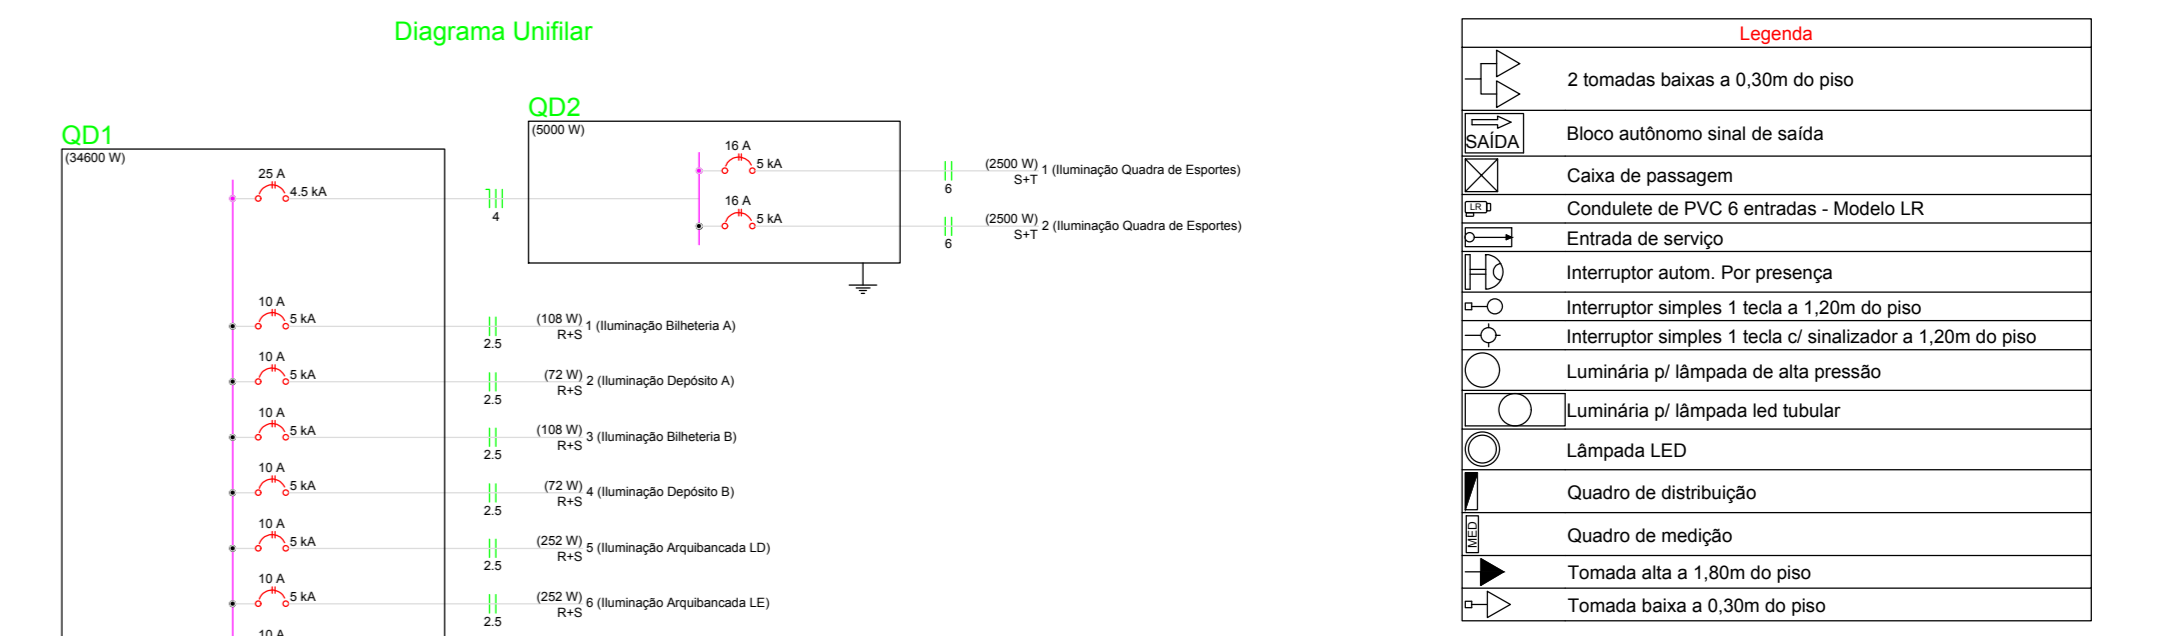 Diagrama Unifilar
QD2
(5000 W)
16 A
5 kA
6
(2500 W)
S+T
1 (Iluminação Quadra de Esportes)
16 A
5 kA
6
(2500 W)
S+T
2 (Iluminação Quadra de Esportes)
QD1
(34600 W)
25 A
4.5 kA
4
10 A
5 kA
2.5
(108 W)
R+S
1 (Iluminação Bilheteria A)
10 A
5 kA
2.5
(72 W)
R+S
2 (Iluminação Depósito A)
10 A
5 kA
2.5
(108 W)
R+S
3 (Iluminação Bilheteria B)
10 A
5 kA
2.5
(72 W)
R+S
4 (Iluminação Depósito B)
10 A
5 kA
2.5
(252 W)
R+S
5 (Iluminação Arquibancada LD)
10 A
5 kA
2.5
(252 W)
R+S
6 (Iluminação Arquibancada LE)
10 A
Legenda
2 tomadas baixas a 0,30m do piso
SAÍDA
Bloco autônomo sinal de saída
Caixa de passagem
LR
Condulete de PVC 6 entradas - Modelo LR
Entrada de serviço
Interruptor autom. Por presença
Interruptor simples 1 tecla a 1,20m do piso
Interruptor simples 1 tecla c/ sinalizador a 1,20m do piso
Luminária p/ lâmpada de alta pressão
Luminária p/ lâmpada led tubular
Lâmpada LED
Quadro de distribuição
MED
Quadro de medição
Tomada alta a 1,80m do piso
Tomada baixa a 0,30m do piso